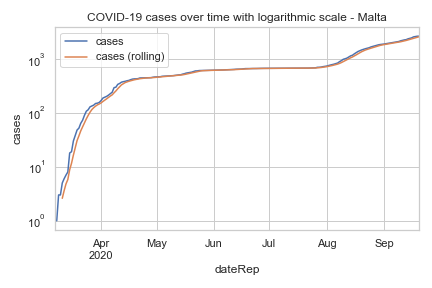 COVID-19 cases over time with logarithmic scale - Malta
cases
cases (rolling)
10³
10²
10¹
10⁰
cases
Apr
2020
May
Jun
Jul
Aug
Sep
dateRep